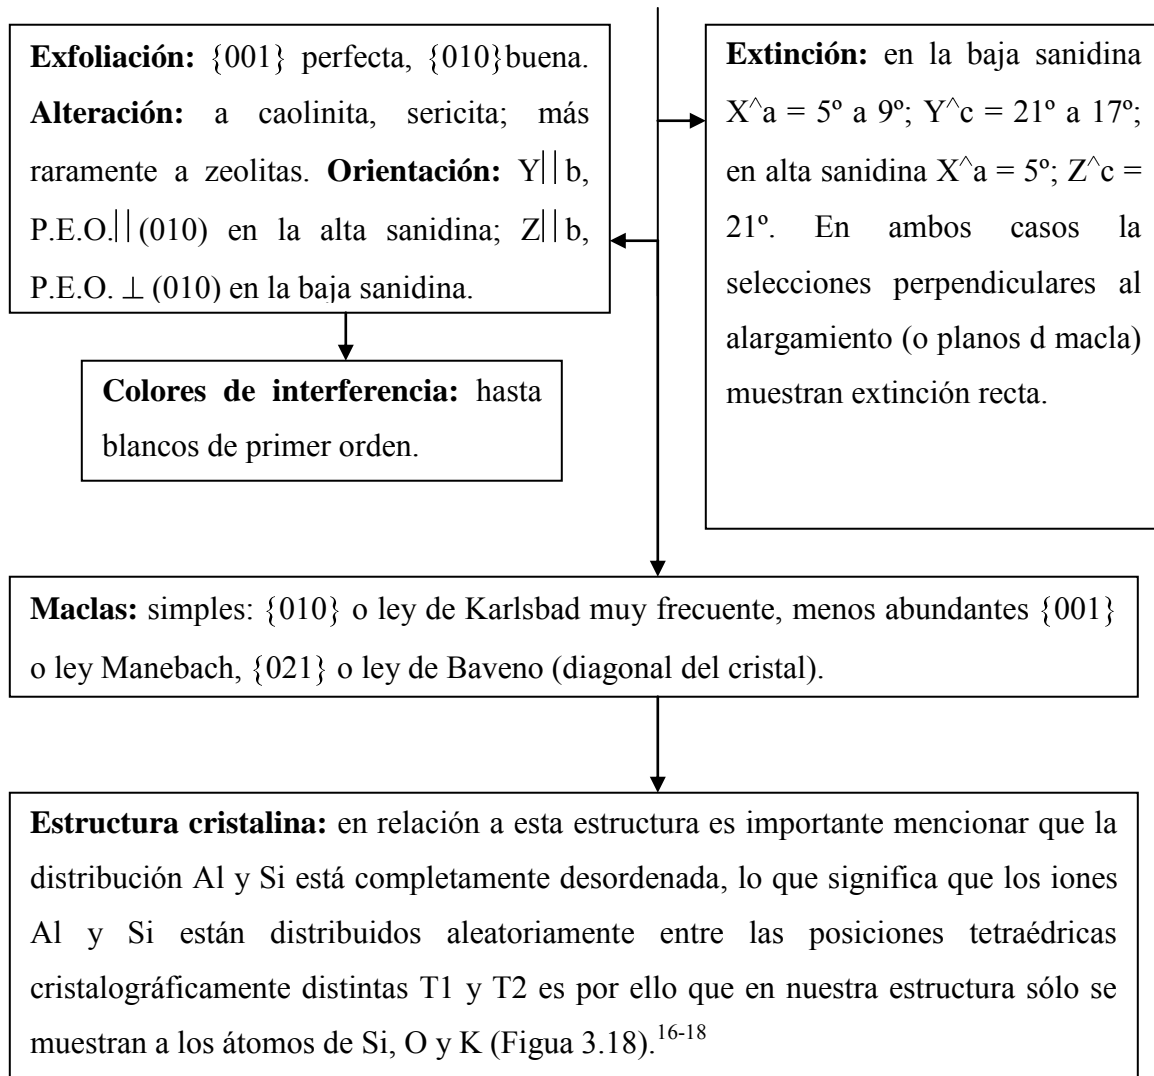 Exfoliación: {001} perfecta, {010}buena.
Alteración: a caolinita, sericita; más
raramente a zeolitas. Orientación: Y||b,
P.E.O.||(010) en la alta sanidina; Z||b,
P.E.O. ⊥ (010) en la baja sanidina.
Extinción: en la baja sanidina
X^a = 5º a 9º; Y^c = 21º a 17º;
en alta sanidina X^a = 5º; Z^c =
21º. En ambos casos la
selecciones perpendiculares al
alargamiento (o planos d macla)
muestran extinción recta.
Colores de interferencia: hasta
blancos de primer orden.
Maclas: simples: {010} o ley de Karlsbad muy frecuente, menos abundantes {001}
o ley Manebach, {021} o ley de Baveno (diagonal del cristal).
Estructura cristalina: en relación a esta estructura es importante mencionar que la
distribución Al y Si está completamente desordenada, lo que significa que los iones
Al y Si están distribuidos aleatoriamente entre las posiciones tetraédricas
cristalográficamente distintas T1 y T2 es por ello que en nuestra estructura sólo se
muestran a los átomos de Si, O y K (Figua 3.18).16-18